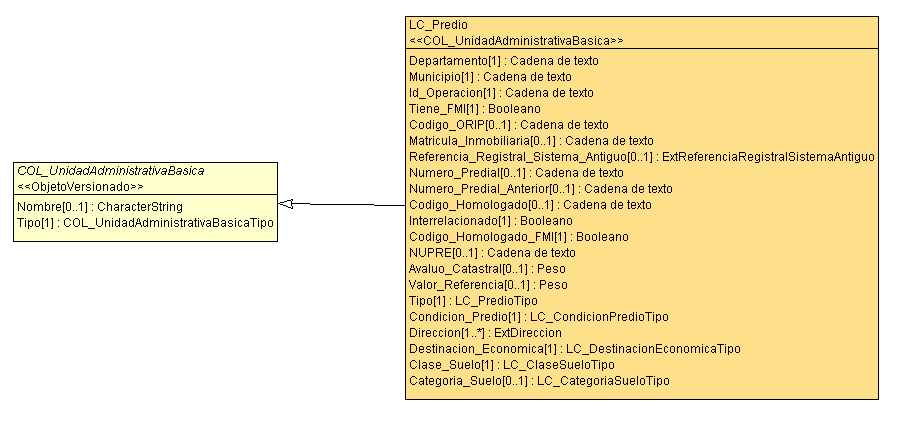 COL_UnidadAdministrativaBasica
<<ObjetoVersionado>>
Nombre[0..1] : CharacterString
Tipo[1] : COL_UnidadAdministrativaBasicaTipo
LC_Predio
<<COL_UnidadAdministrativaBasica>>
Departamento[1] : Cadena de texto
Municipio[1] : Cadena de texto
Id_Operacion[1] : Cadena de texto
Tiene_FMI[1] : Booleano
Codigo_ORIP[0..1] : Cadena de texto
Matricula_Inmobiliaria[0..1] : Cadena de texto
Referencia_Registral_Sistema_Antiguo[0..1] : ExtReferenciaRegistralSistemaAntiguo
Numero_Predial[0..1] : Cadena de texto
Numero_Predial_Anterior[0..1] : Cadena de texto
Codigo_Homologado[0..1] : Cadena de texto
Interrelacionado[1] : Booleano
Codigo_Homologado_FMI[1] : Booleano
NUPRE[0..1] : Cadena de texto
Avaluo_Catastral[0..1] : Peso
Valor_Referencia[0..1] : Peso
Tipo[1] : LC_PredioTipo
Condicion_Predio[1] : LC_CondicionPredioTipo
Direccion[1..*] : ExtDireccion
Destinacion_Economica[1] : LC_DestinacionEconomicaTipo
Clase_Suelo[1] : LC_ClaseSueloTipo
Categoria_Suelo[0..1] : LC_CategoriaSueloTipo